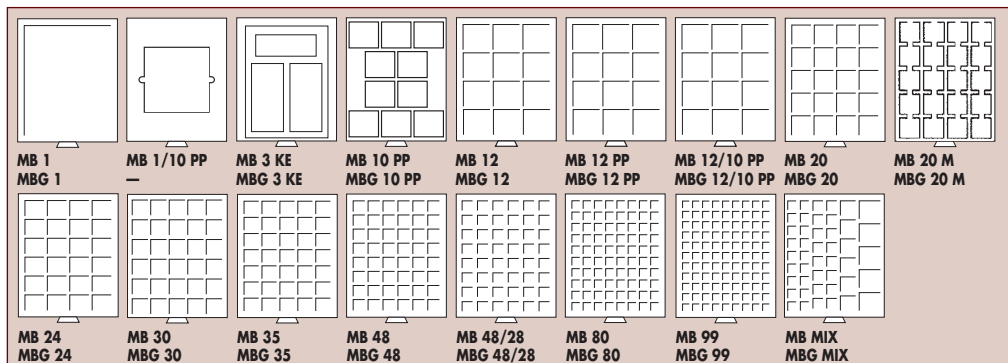 MB 1
MBG 1
MB 1/10 PP
—
MB 3 KE
MBG 3 KE
MB 10 PP
MBG 10 PP
MB 12
MBG 12
MB 12 PP
MBG 12 PP
MB 12/10 PP
MBG 12/10 PP
MB 20
MBG 20
MB 20 M
MBG 20 M
MB 24
MBG 24
MB 30
MBG 30
MB 35
MBG 35
MB 48
MBG 48
MB 48/28
MBG 48/28
MB 80
MBG 80
MB 99
MBG 99
MB MIX
MBG MIX